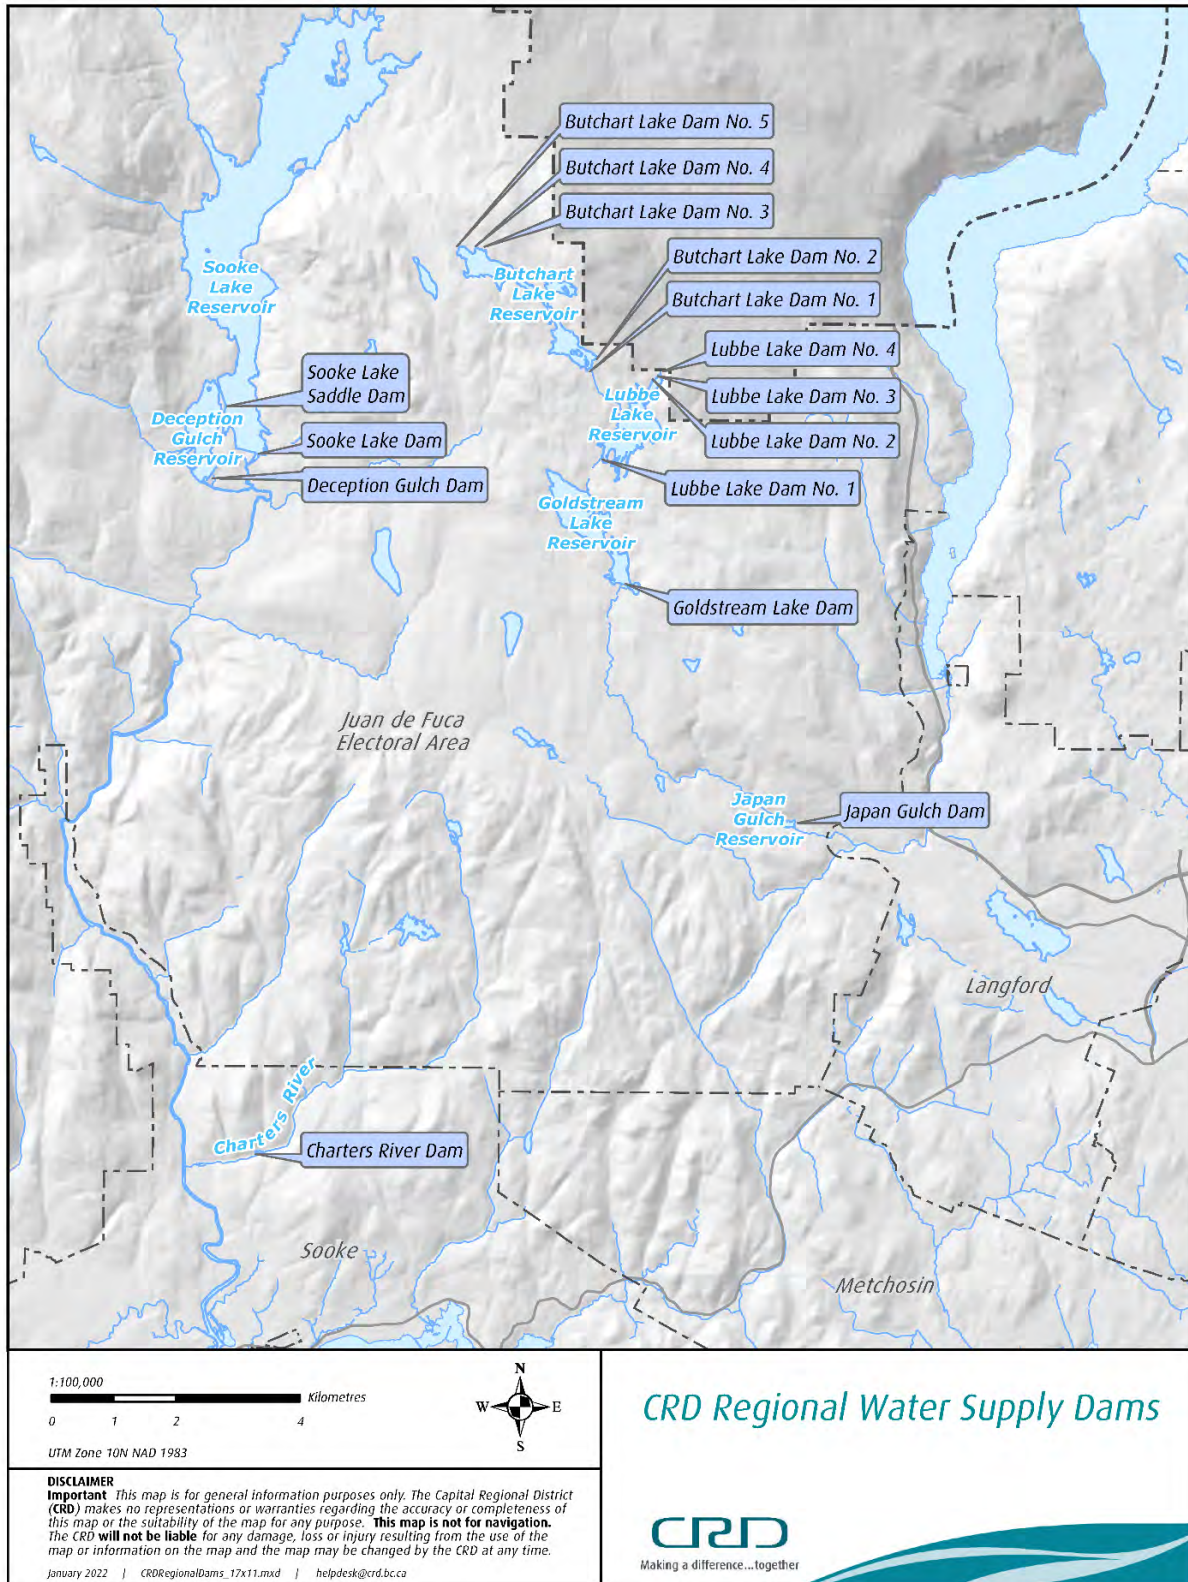 Butchart Lake Dam No. 5
Butchart Lake Dam No. 4
Butchart Lake Dam No. 3
Butchart Lake Dam No. 2
Butchart Lake Dam No. 1
Sooke
Lake
Reservoir
Butchart
Lake
Reservoir
Lubbe Lake Dam No. 4
Lubbe Lake Dam No. 3
Lubbe Lake Dam No. 2
Sooke Lake
Saddle Dam
Lubbe
Lake
Reservoir
Deception
Gulch
Reservoir
Sooke Lake Dam
Deception Gulch Dam
Lubbe Lake Dam No. 1
Goldstream
Lake
Reservoir
Goldstream Lake Dam
Juan de Fuca
Electoral Area
Japan
Gulch
Reservoir
Japan Gulch Dam
Langford
Charters River
Charters River Dam
Sooke
Metchosin
1:100,000
Kilometres
0 1 2 4
UTM Zone 10N NAD 1983
N
W E
S
CRD Regional Water Supply Dams
DISCLAIMER
Important This map is for general information purposes only. The Capital Regional District
(CRD) makes no representations or warranties regarding the accuracy or completeness of
this map or the suitability of the map for any purpose. This map is not for navigation.
The CRD will not be liable for any damage, loss or injury resulting from the use of the
map or information on the map and the map may be changed by the CRD at any time.
January 2022 | CRDRegionalDams_17x11.mxd | helpdesk@crd.bc.ca
CRD
Making a difference...together